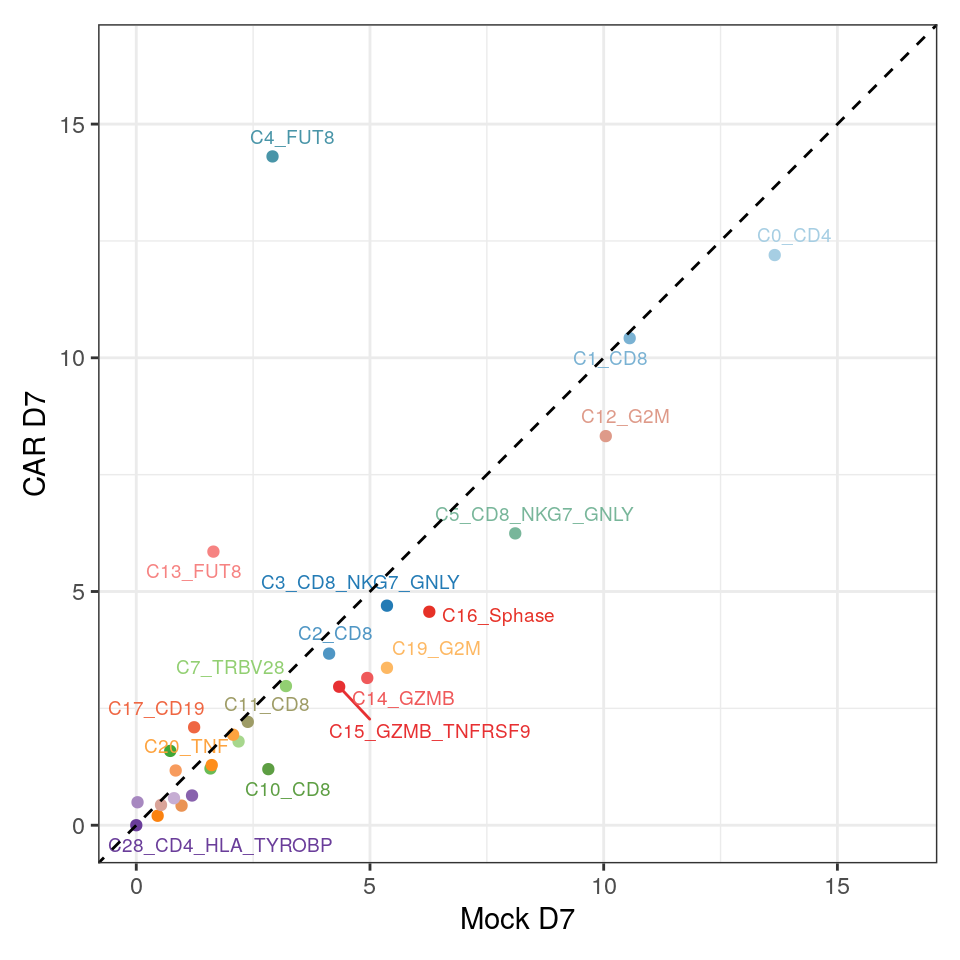 C4_FUT8
C0_CD4
C1_CD8
C12_G2M
C5_CD8_NKG7_GNLY
C13_FUT8
C3_CD8_NKG7_GNLY
C16_Sphase
C2_CD8
C19_G2M
C7_TRBV28
C14_GZMB
C17_CD19
C11_CD8
C15_GZMB_TNFRSF9
C20_TNF
C10_CD8
C28_CD4_HLA_TYROBP
15
10
5
0
CAR D7
0
5
10
15
Mock D7